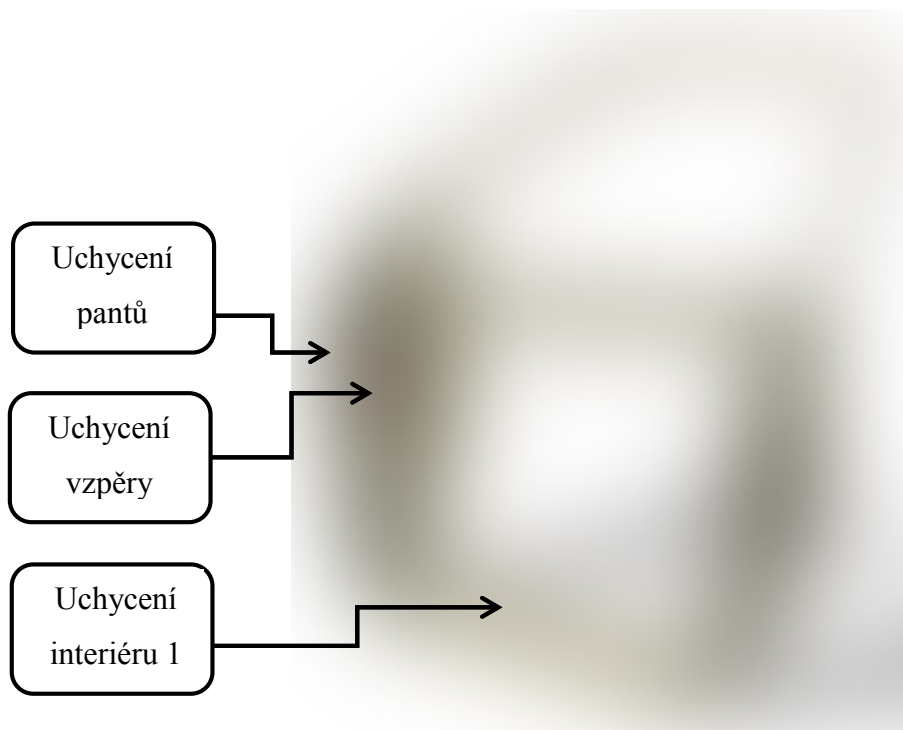 Uchycení
pantů
Uchycení
vzpěry
Uchycení
interiéru 1